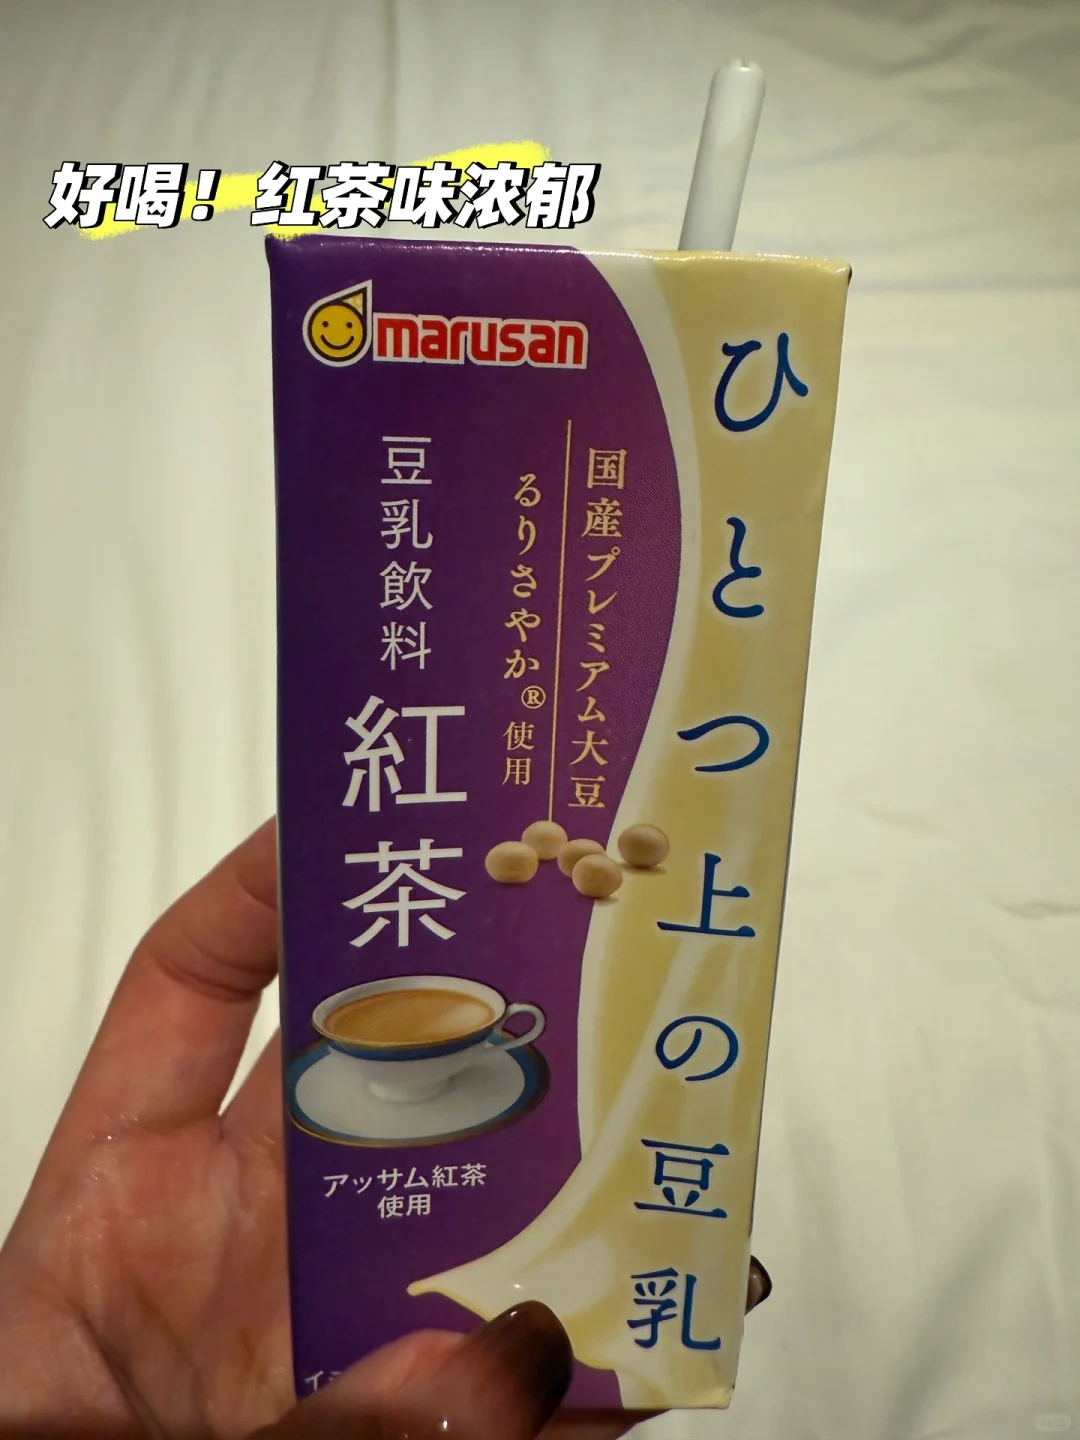 好喝！红茶味浓郁
marusan
ひとつ上の豆乳
国産プレミアム大豆
るりさやか®使用
豆乳飲料
紅茶
アッサム紅茶
使用